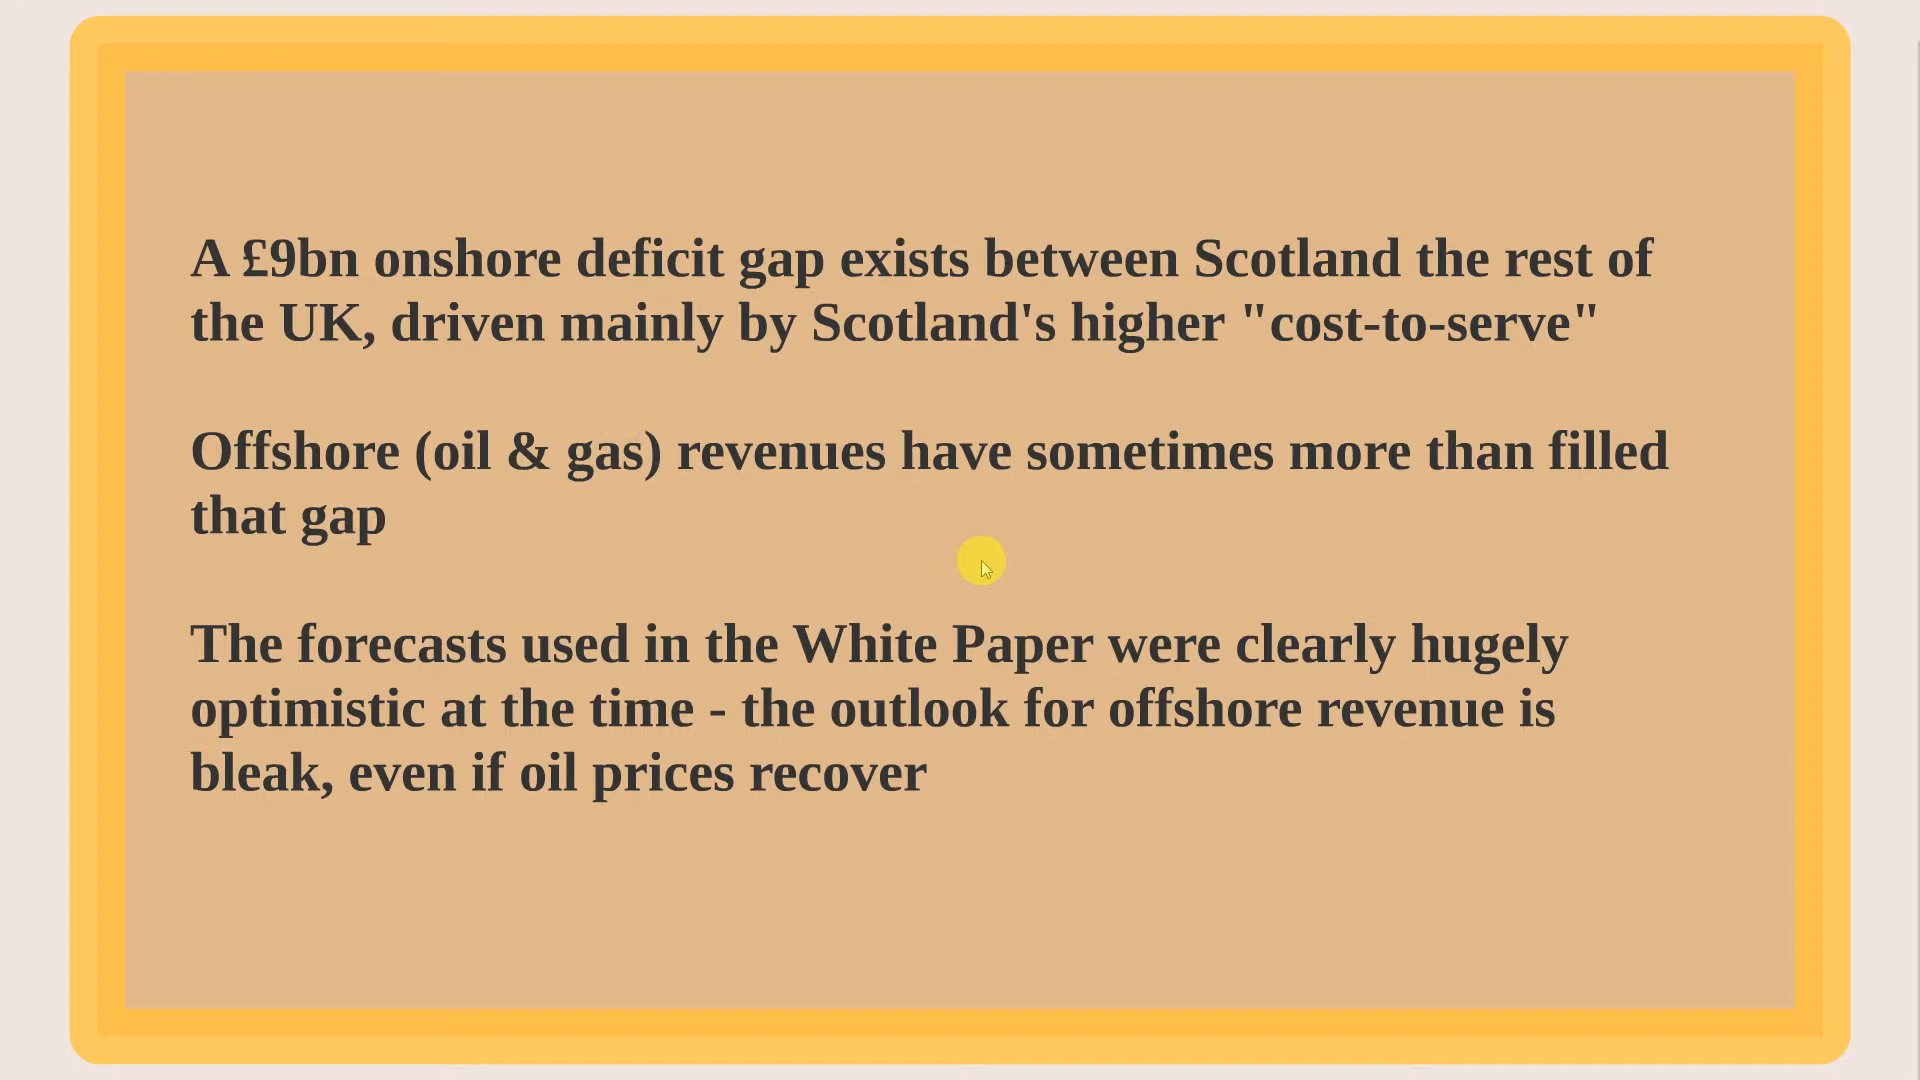 A £9bn onshore deficit gap exists between Scotland the rest of
the UK, driven mainly by Scotland's higher "cost-to-serve"
Offshore (oil & gas) revenues have sometimes more than filled
that gap
The forecasts used in the White Paper were clearly hugely
optimistic at the time - the outlook for offshore revenue is
bleak, even if oil prices recover